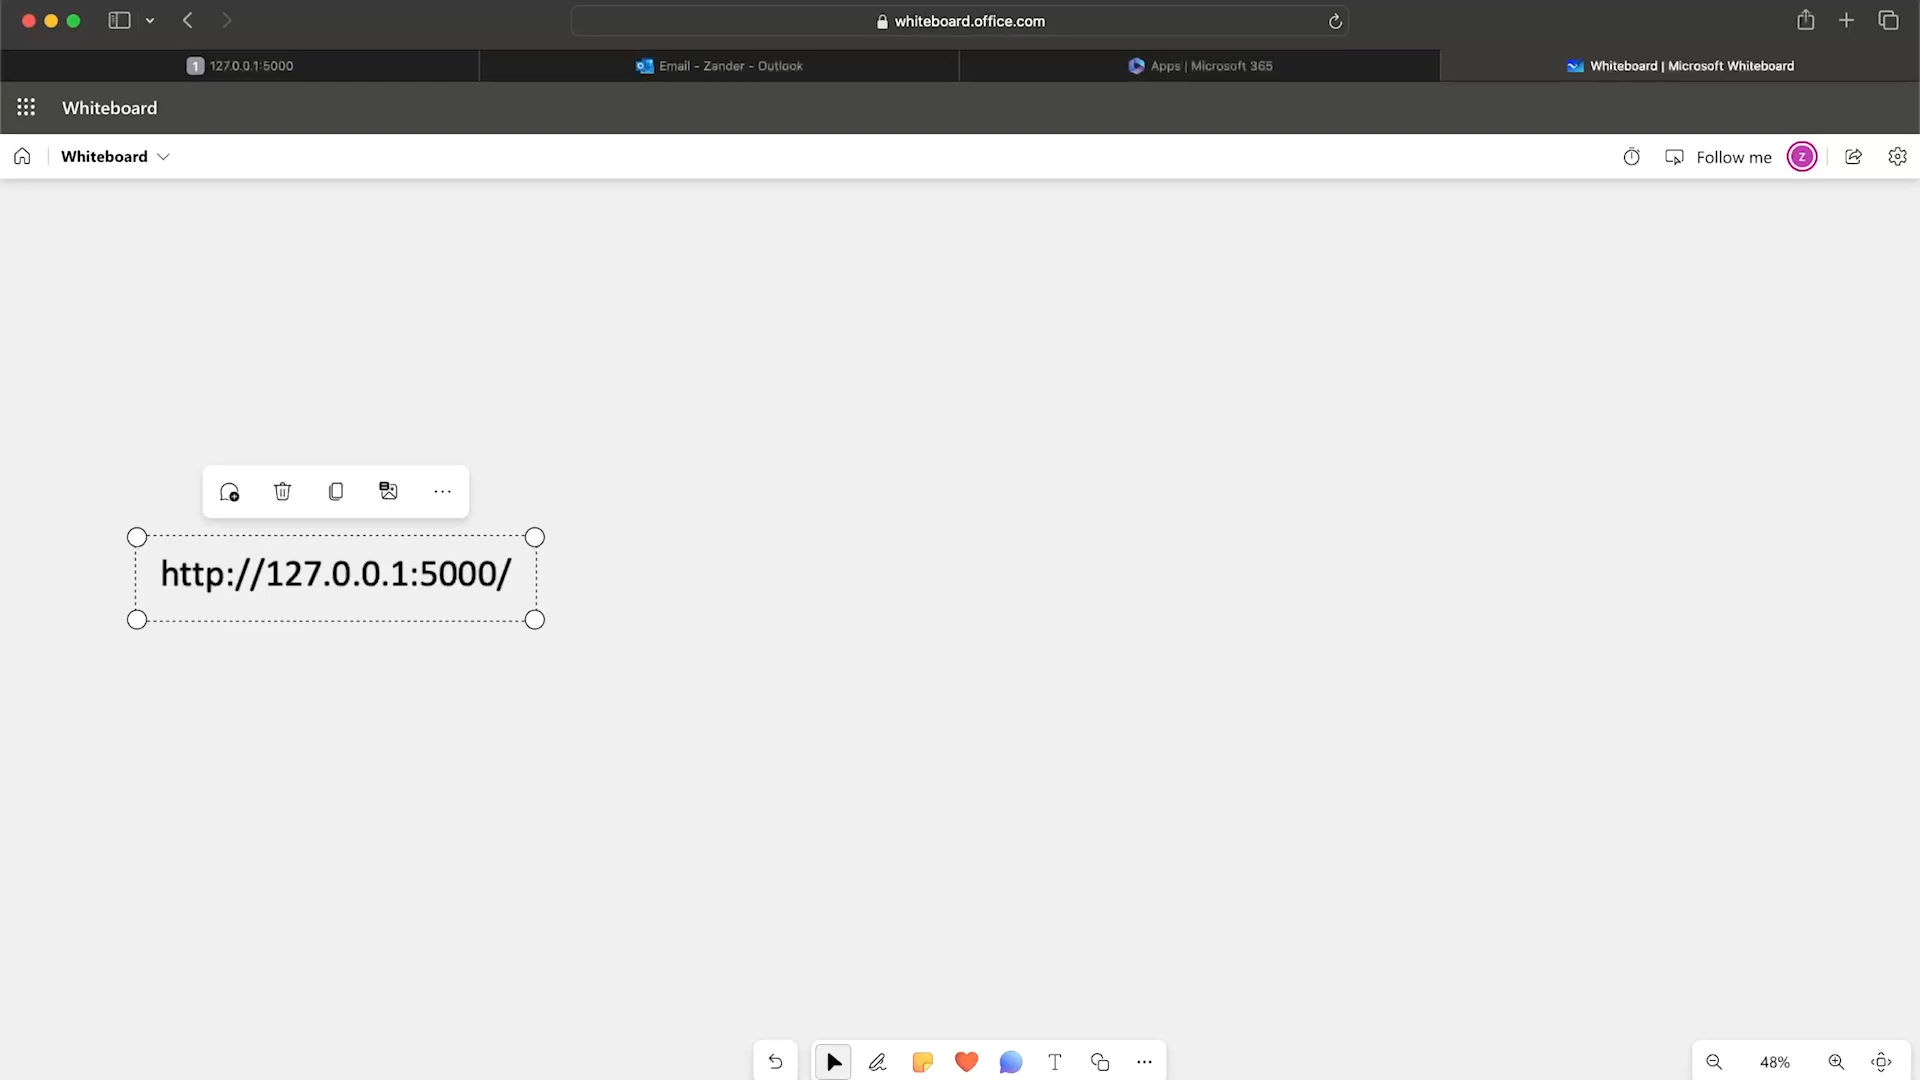 whiteboard.office.com
1 127.0.0.1:5000
Email - Zander - Outlook
Apps | Microsoft 365
Whiteboard | Microsoft Whiteboard
Whiteboard
Whiteboard
Follow me
Z
http://127.0.0.1:5000/
T
48%